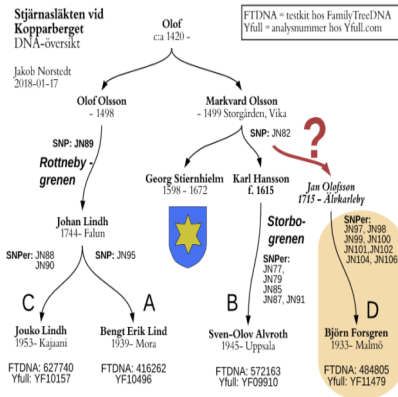 Stjärnasläkten vid
Kopparberget
DNA-översikt
Jakob Norstedt
2018-01-17
Olof
c:a 1420 -
FTDNA = testkit hos FamilyTreeDNA
Yfull = analysnummer hos Yfull.com
Olof Olsson
- 1498
Markvard Olsson
- 1499 Storgården, Vika
SNP: JN89
SNP: JN82
?
Rottneby-
grenen
Georg Stiernhielm
1598 - 1672
Karl Hansson
f. 1615
Jan Olofsson
1715 - Älvkarleby
Johan Lindh
1744- Falun
Storbo-
grenen
SNPer: JN88
JN90
SNP: JN95
SNPer:
JN77,
JN79
JN85
JN87, JN91
SNPer:
JN97, JN98
JN99, JN100
JN101,JN102
JN104, JN106
C
A
B
D
Jouko Lindh
1953- Kajaani
Bengt Erik Lind
1939- Mora
Sven-Olov Alvroth
1945- Uppsala
Björn Forsgren
1933- Malmö
FTDNA: 627740
Yfull: YF10157
FTDNA: 416262
YF10496
FTDNA: 572163
Yfull: YF09910
FTDNA: 484805
Yfull: YF11479